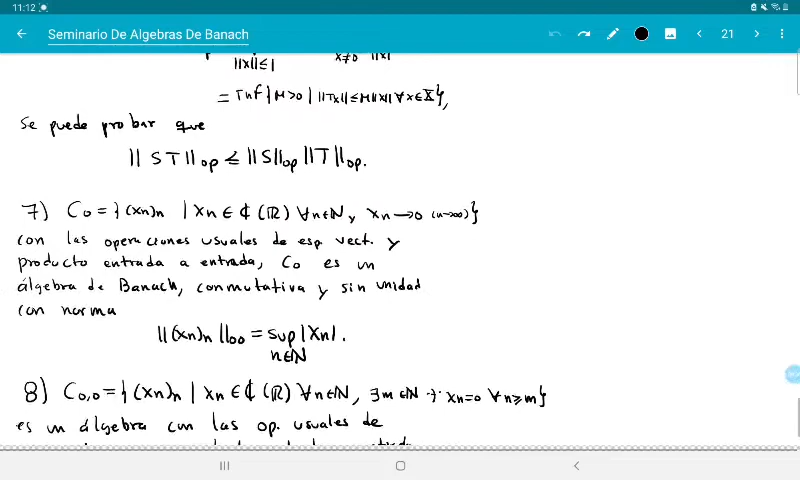 11:12
Seminario De Algebras De Banach
21
||x||≤1 x≠0 ||x||
= Inf {M>0 | ||Tx||≤M||x|| ∀x∈X},
Se puede probar que
|| ST ||op ≤ ||S||op ||T||op.
7) C₀ = {(xn)n | xn ∈ ₵ (ℝ) ∀n∈ℕ, y xn → 0 (n→∞)}
con las operaciones usuales de esp. vect. y
producto entrada a entrada, C₀ es un
álgebra de Banach, conmutativa y sin unidad
con norma
||(xn)n||∞ = sup |xn|.
n∈ℕ
8) C₀,₀ = {(xn)n | xn ∈ ₵ (ℝ) ∀n∈ℕ, ∃m∈ℕ ∙∋∙ xn=0 ∀n≥m}
es un álgebra con las op. usuales de